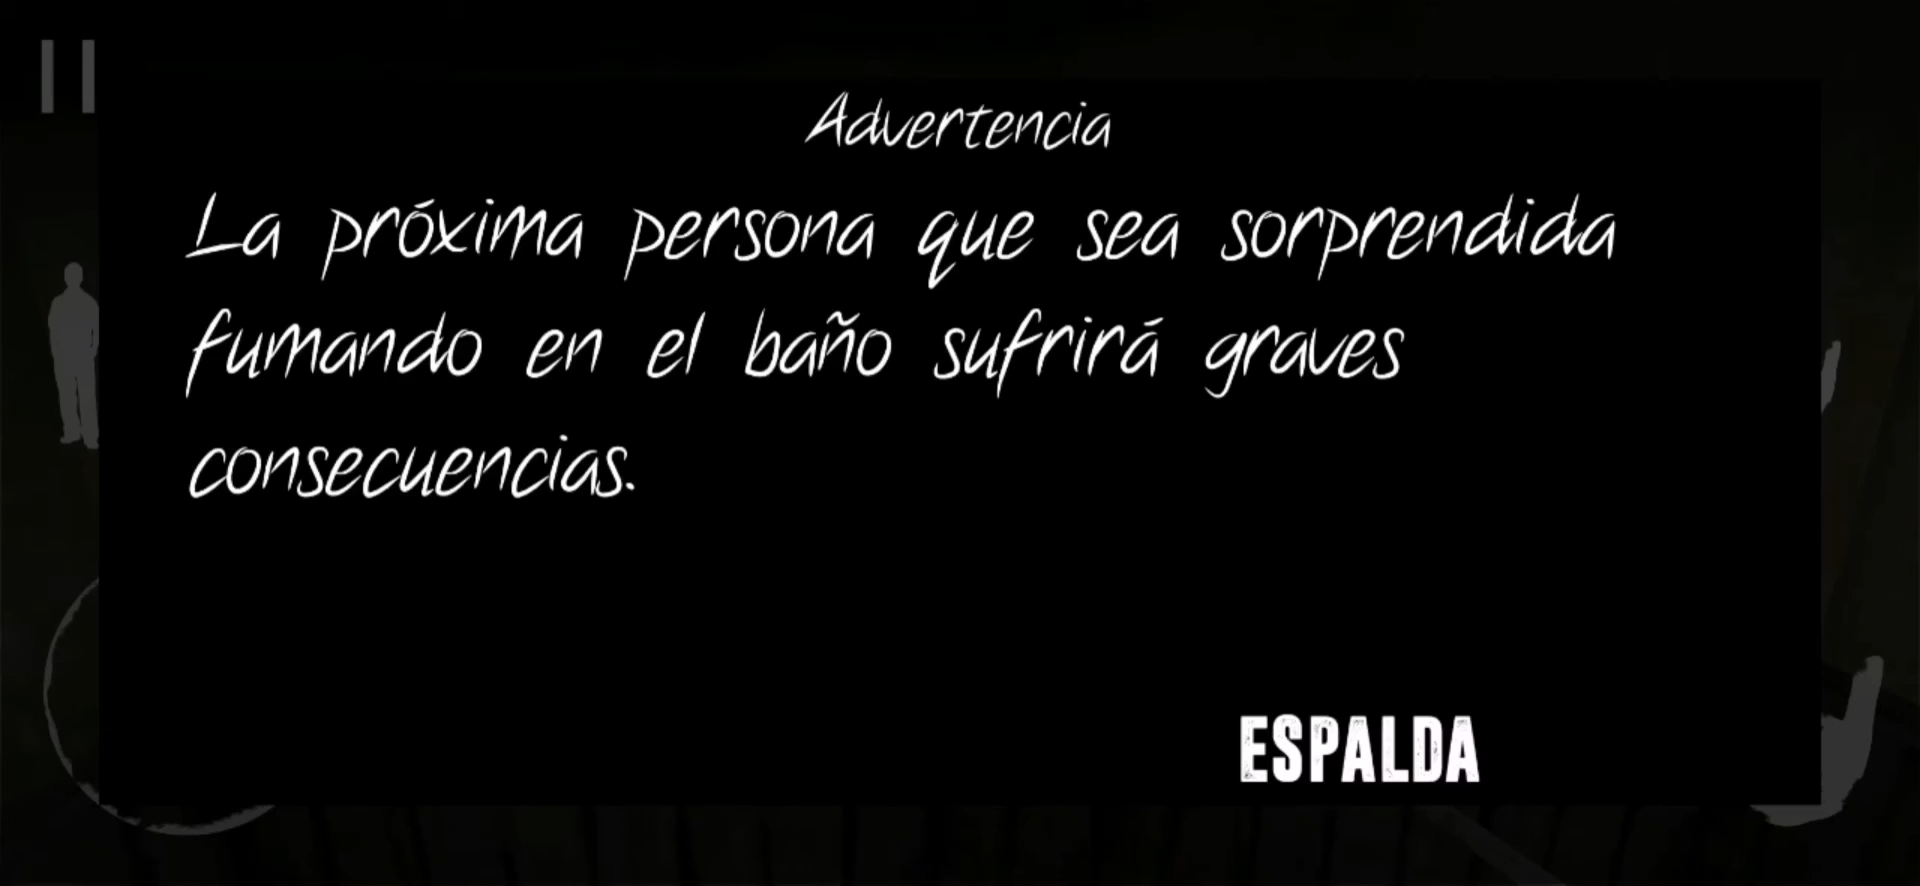 Advertencia
La próxima persona que sea sorprendida
fumando en el baño sufrirá graves
consecuencias.
ESPALDA